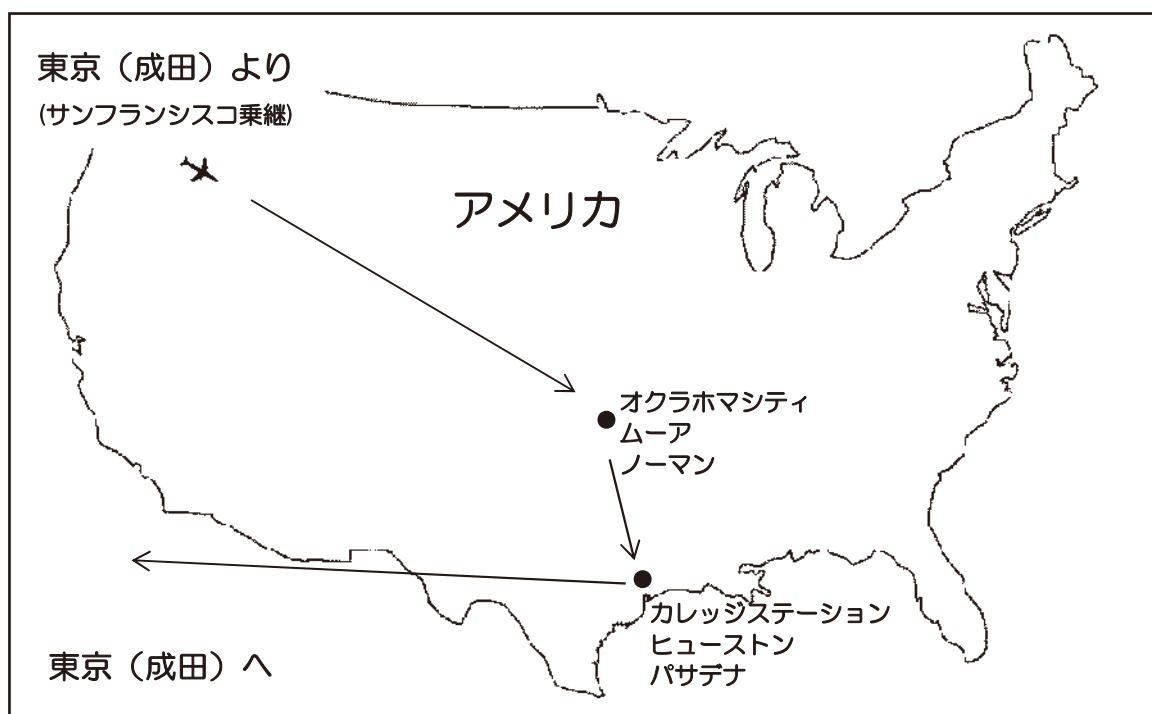 東京（成田）より
(サンフランシスコ乗継)
アメリカ
オクラホマシティ
ムーア
ノーマン
カレッジステーション
ヒューストン
パサデナ
東京（成田）へ